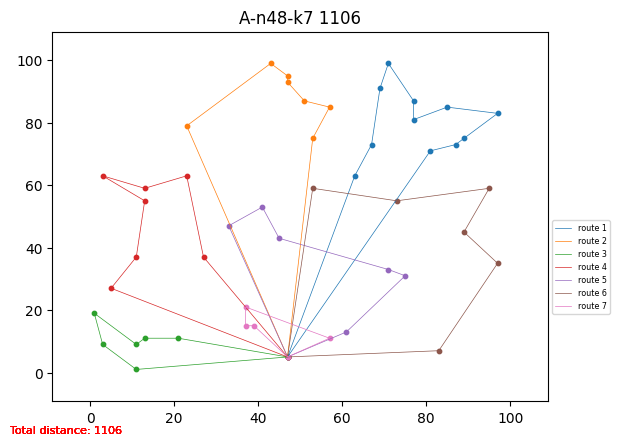 A-n48-k7 1106
100
80
60
40
20
0
0 20 40 60 80 100
route 1
route 2
route 3
route 4
route 5
route 6
route 7
Total distance: 1106